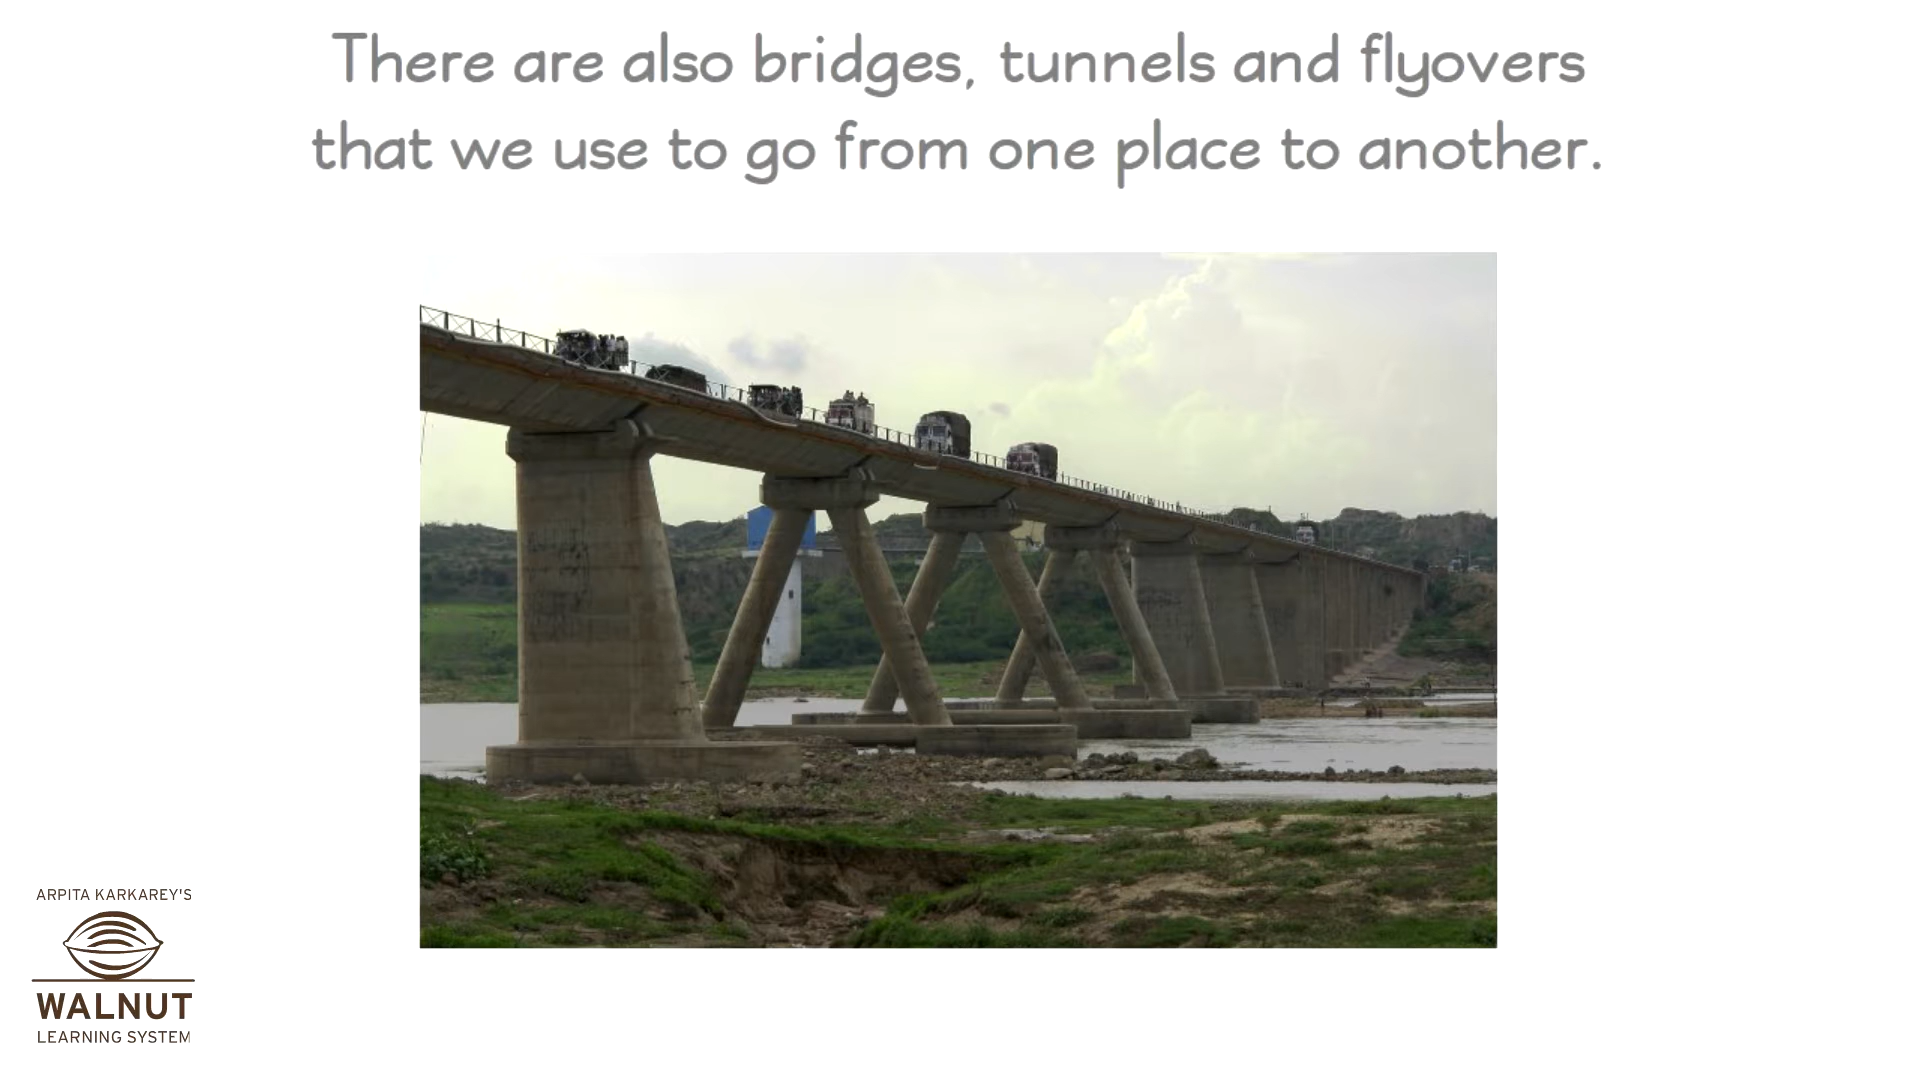 There are also bridges, tunnels and flyovers
that we use to go from one place to another.
ARPITA KARKAREY'S
WALNUT
LEARNING SYSTEM